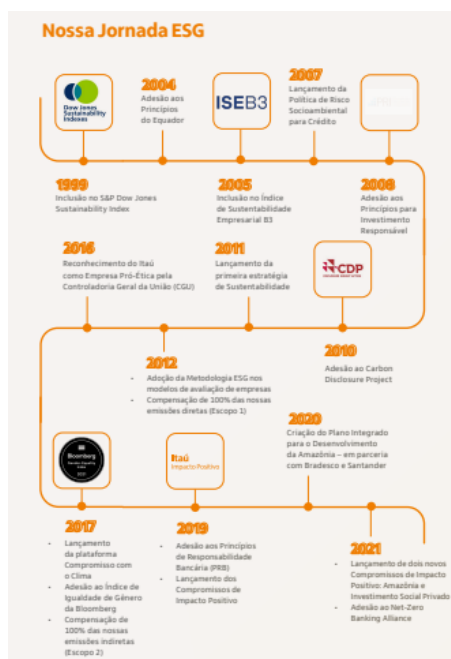 Nossa Jornada ESG
Dow Jones
Sustainability
Indexes
2004
Adesão aos
Princípios
do Equador
ISEB3
2007
Lançamento da
Política de Risco
Socioambiental
para Crédito
1999
Inclusão no S&P Dow Jones
Sustainability Index
2005
Inclusão no Índice
de Sustentabilidade
Empresarial B3
2008
Adesão aos
Princípios para
Investimento
Responsável
2016
Reconhecimento do Itaú
como Empresa Pró-Ética pela
Controladoria Geral da União (CGU)
2011
Lançamento da
primeira estratégia
de Sustentabilidade
CDP
2012
• Adoção da Metodologia ESG nos
modelos de avaliação de empresas
• Compensação de 100% das nossas
emissões diretas (Escopo 1)
2010
Adesão ao Carbon
Disclosure Project
Bloomberg
Itaú
Impacto Positivo
2020
Criação do Plano Integrado
para o Desenvolvimento
da Amazônia – em parceria
com Bradesco e Santander
2017
• Lançamento
da plataforma
Compromisso com
o Clima
• Adesão ao Índice de
Igualdade de Gênero
da Bloomberg
• Compensação de
100% das nossas
emissões indiretas
(Escopo 2)
2019
• Adesão aos Princípios
de Responsabilidade
Bancária (PRB)
• Lançamento dos
Compromissos de
Impacto Positivo
2021
• Lançamento de dois novos
Compromissos de Impacto
Positivo: Amazônia e
Investimento Social Privado
• Adesão ao Net-Zero
Banking Alliance